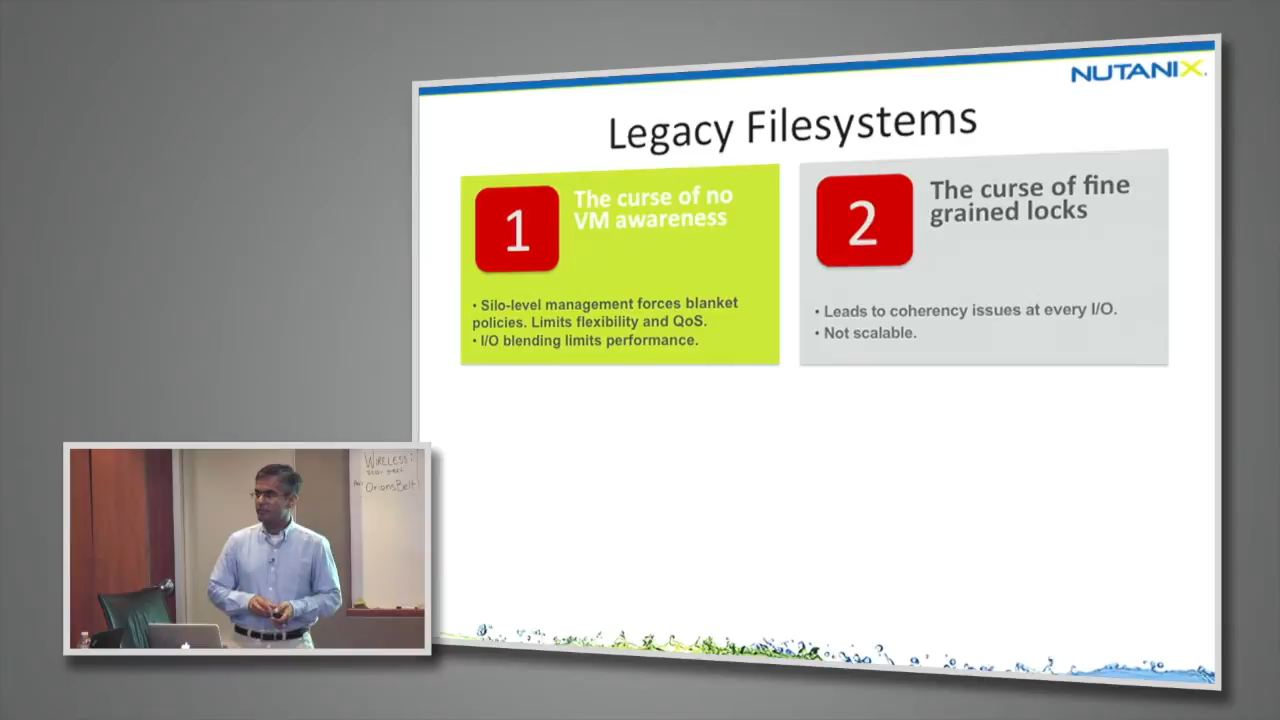 NUTANIX
Legacy Filesystems
1
The curse of no
VM awareness
• Silo-level management forces blanket
policies. Limits flexibility and QoS.
• I/O blending limits performance.
2
The curse of fine
grained locks
• Leads to coherency issues at every I/O.
• Not scalable.
WIRELESS:
OrionsBelt